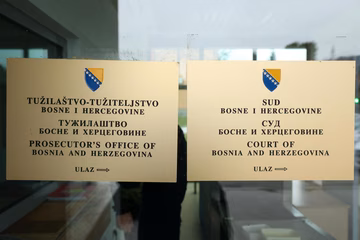 TUŽILAŠTVO-TUŽITELJSTVO
BOSNE I HERCEGOVINE
ТУЖИЛАШТВО
БОСНЕ И ХЕРЦЕГОВИНЕ
PROSECUTOR'S OFFICE OF
BOSNIA AND HERZEGOVINA
ULAZ
SUD
BOSNE I HERCEGOVINE
СУД
БОСНЕ И ХЕРЦЕГОВИНЕ
COURT OF
BOSNIA AND HERZEGOVINA
ULAZ